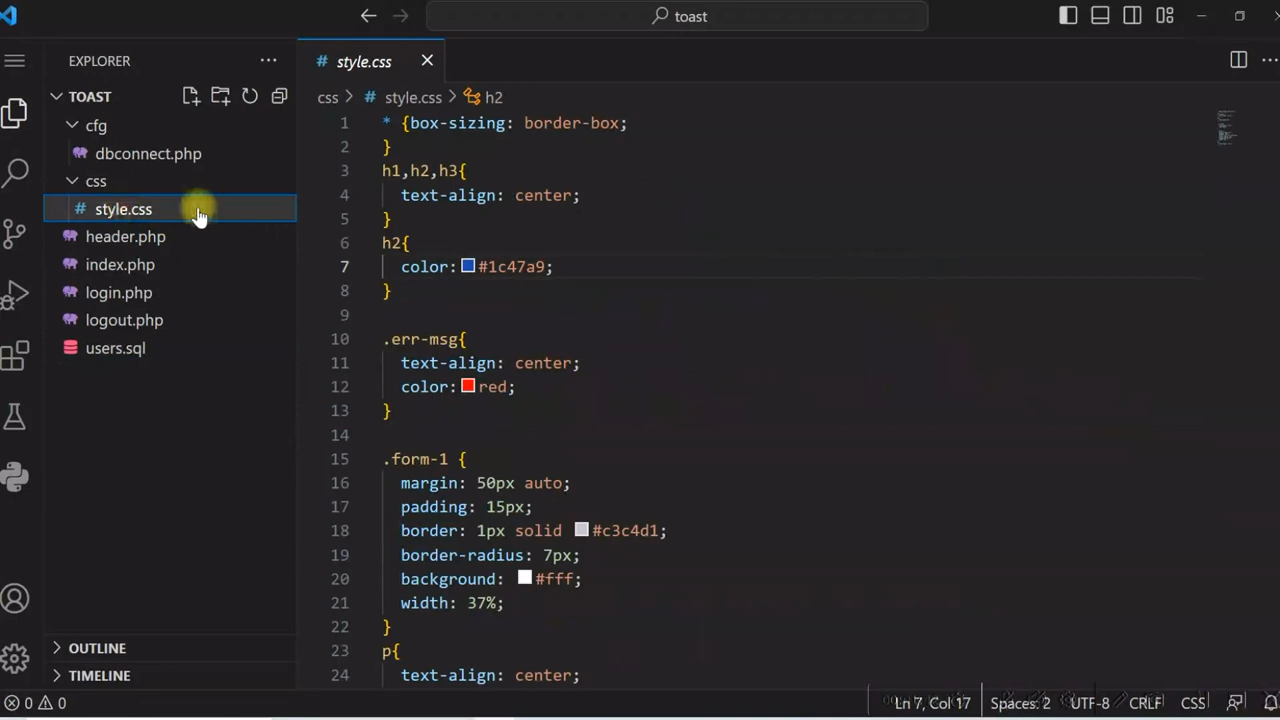 toast
EXPLORER
TOAST
cfg
dbconnect.php
css
# style.css
header.php
index.php
login.php
logout.php
users.sql
OUTLINE
TIMELINE
# style.css
css > # style.css > h2
1 * {box-sizing: border-box;
2 }
3 h1,h2,h3{
4 text-align: center;
5 }
6 h2{
7 color: #1c47a9;
8 }
9
10 .err-msg{
11 text-align: center;
12 color: red;
13 }
14
15 .form-1 {
16 margin: 50px auto;
17 padding: 15px;
18 border: 1px solid #c3c4d1;
19 border-radius: 7px;
20 background: #fff;
21 width: 37%;
22 }
23 p{
24 text-align: center;
0 0 Ln 7, Col 17 Spaces: 2 UTF-8 CRLF CSS